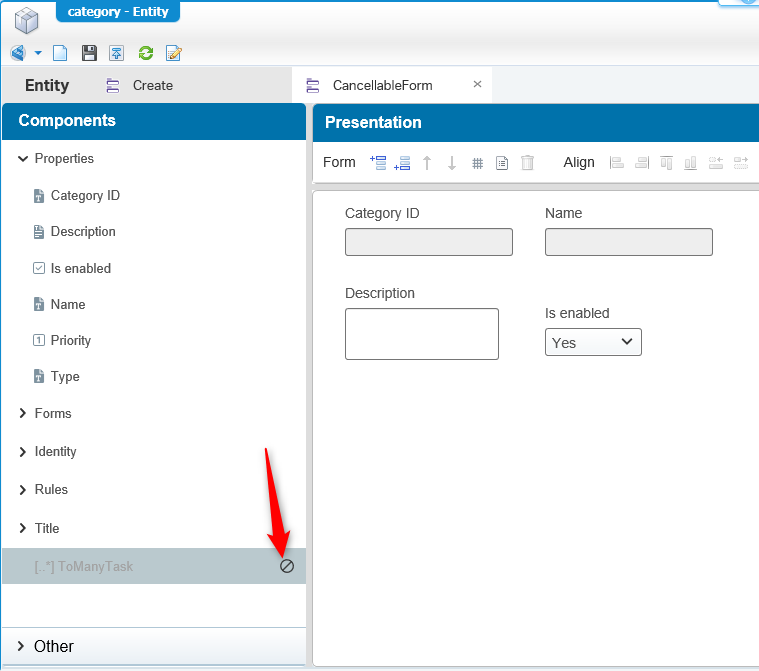 category - Entity
Entity
Create
CancellableForm
Components
Properties
Category ID
Description
Is enabled
Name
Priority
Type
Forms
Identity
Rules
Title
[..*] ToManyTask
Other
Presentation
Form
Align
Category ID
Name
Description
Is enabled
Yes